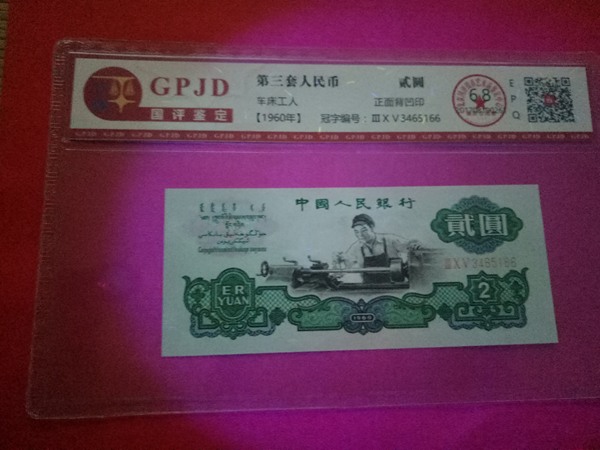 GPJD
国评鉴定
第三套人民币 贰圆
车床工人 正面背凹印
【1960年】 冠字编号：ⅢⅩⅤ3465166
68
E
P
Q
中國人民銀行
貳圓
ⅢⅩⅤ3465166
ER
YUAN
1960
2